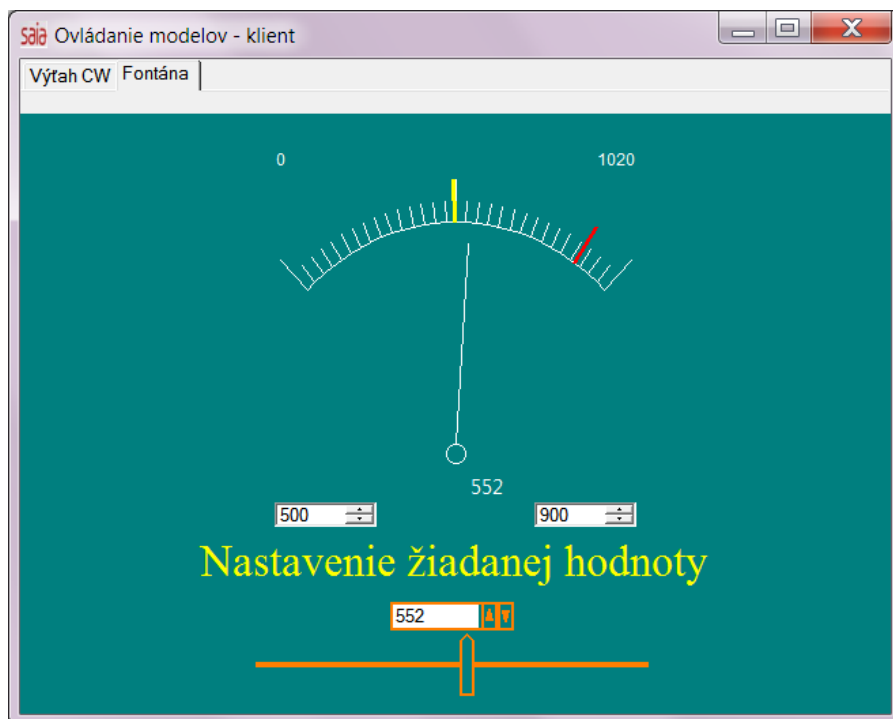 saia Ovládanie modelov - klient
Výťah CW Fontána
0 1020
552
500 900
Nastavenie žiadanej hodnoty
552